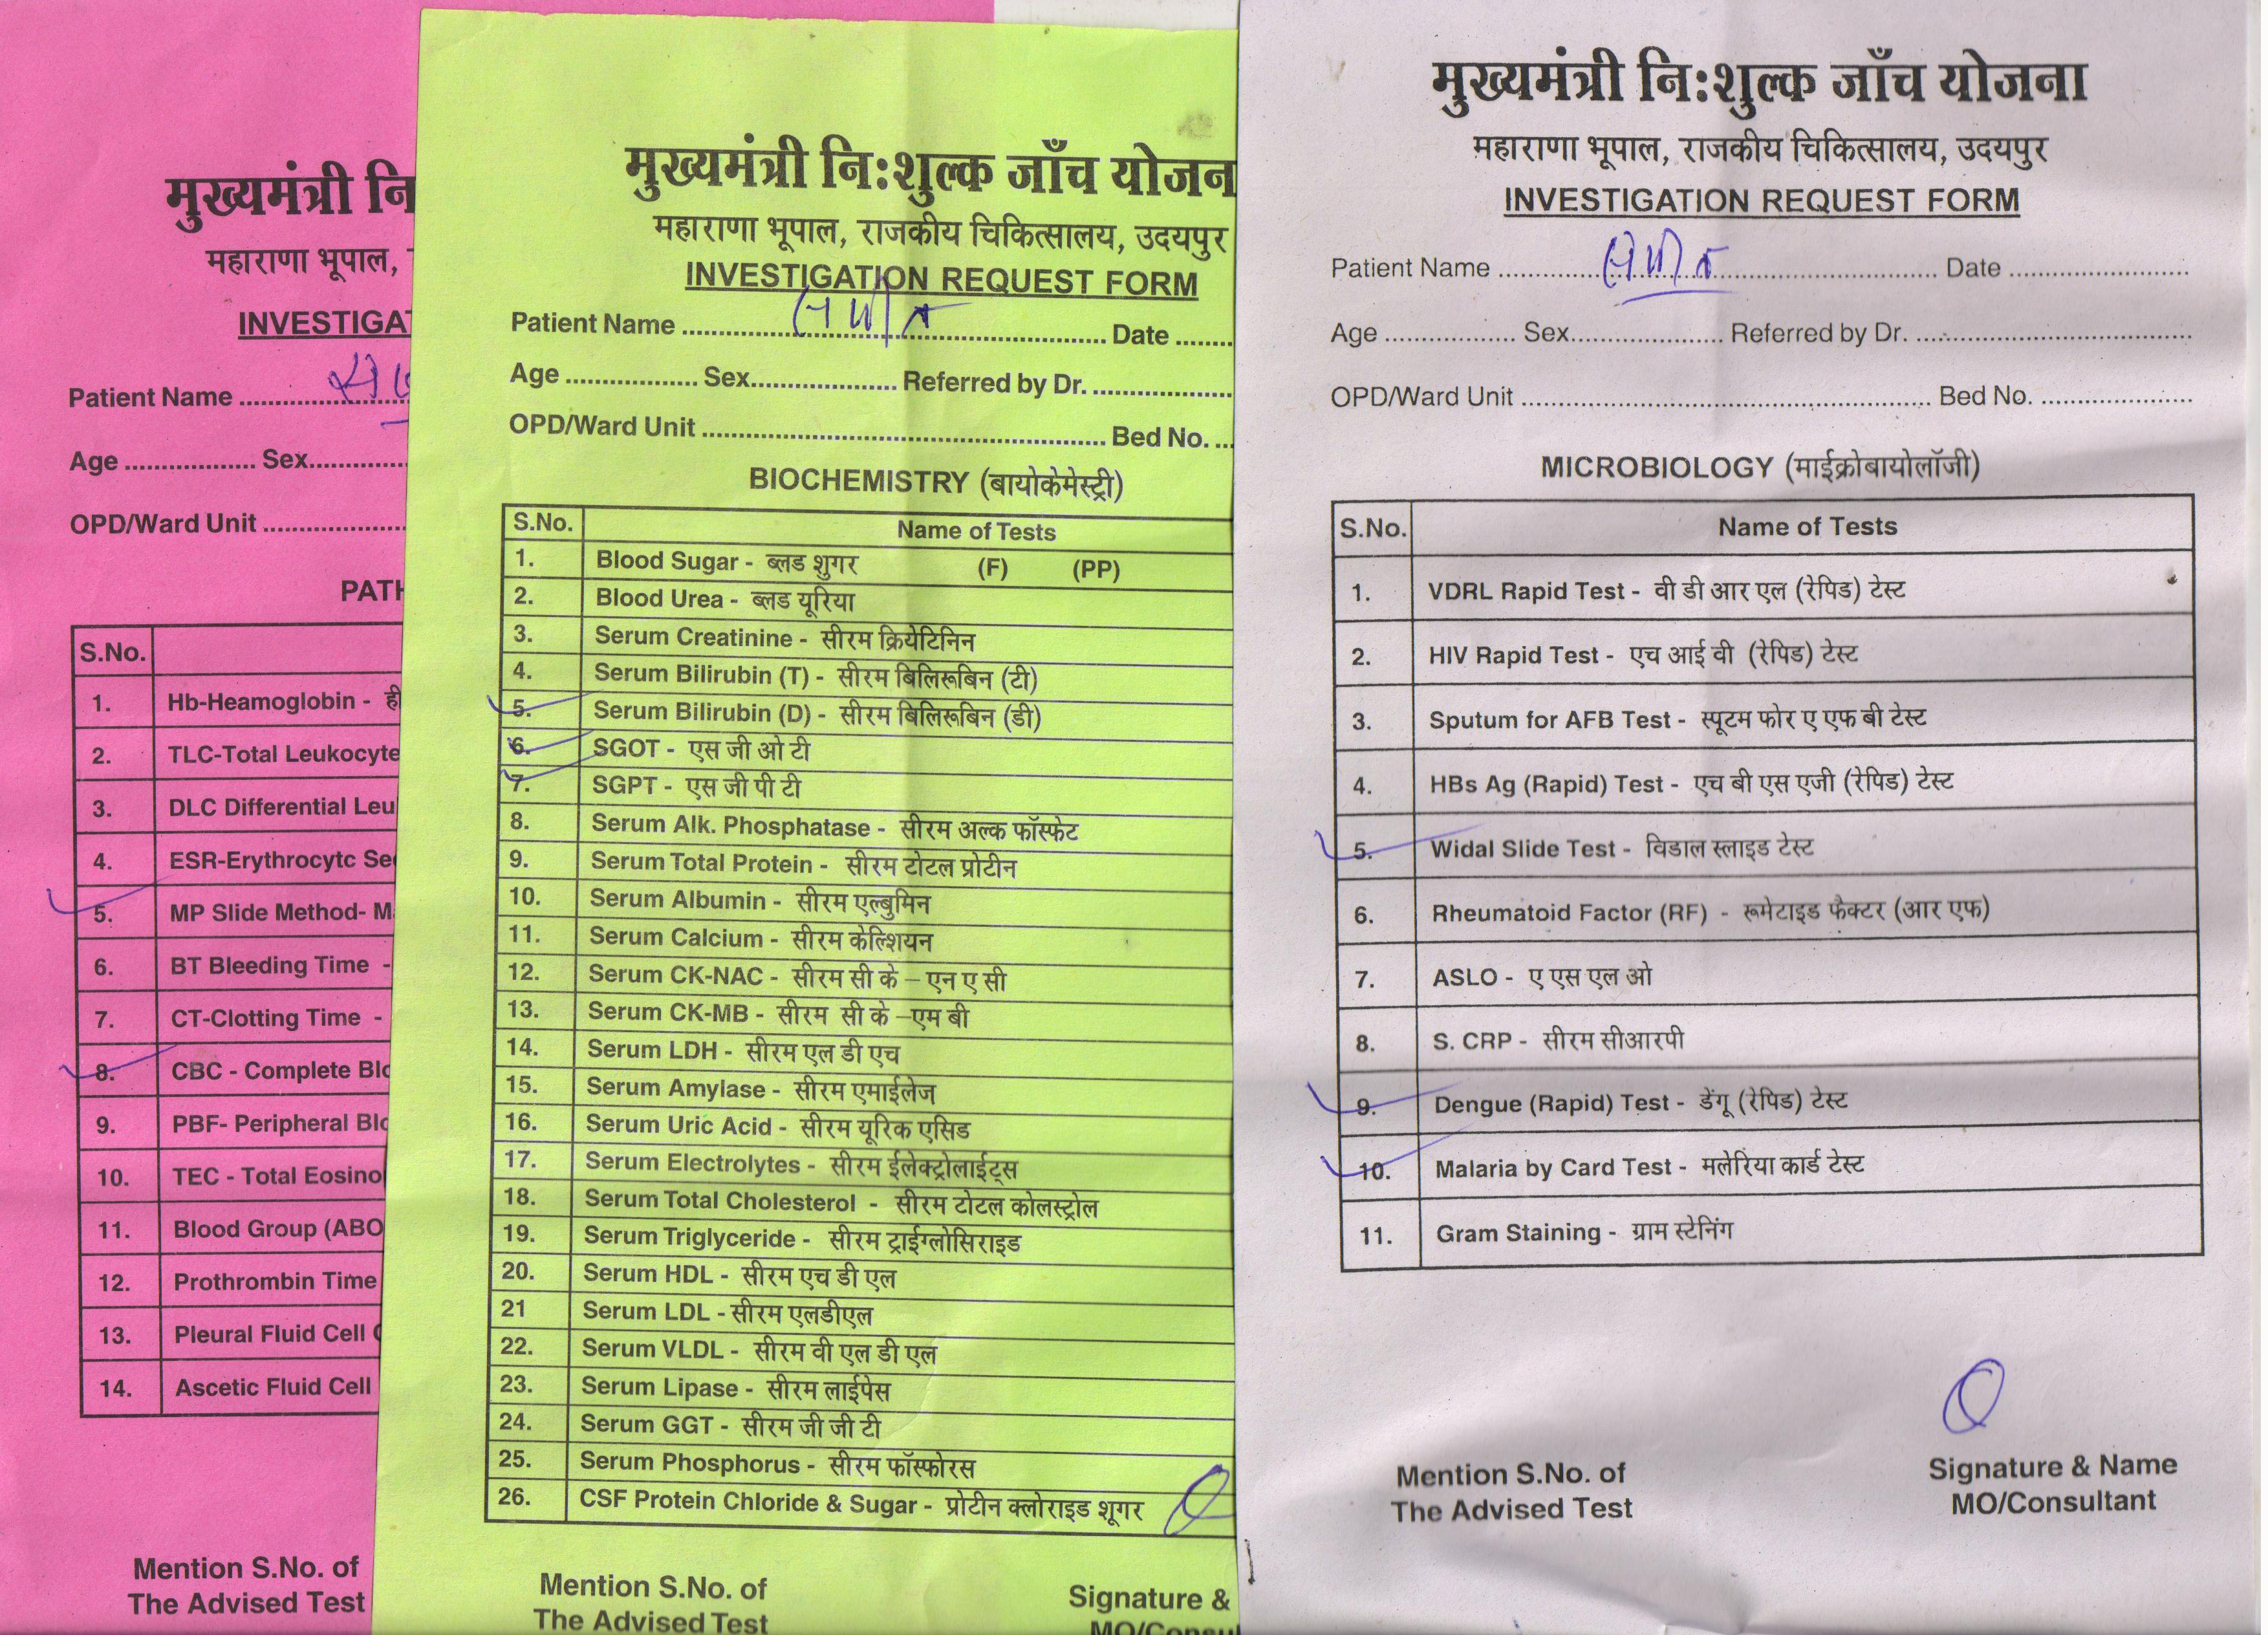 मुख्यमंत्री नि
महाराणा भूपाल,
INVESTIGA
Patient Name
Age Sex
OPD/Ward Unit
PATH
S.No.
1. Hb-Heamoglobin - ही
2. TLC-Total Leukocyte
3. DLC Differential Leu
4. ESR-Erythrocytc Se
5. MP Slide Method- M
6. BT Bleeding Time -
7. CT-Clotting Time -
8. CBC - Complete Blo
9. PBF- Peripheral Blo
10. TEC - Total Eosino
11. Blood Group (ABO
12. Prothrombin Time
13. Pleural Fluid Cell
14. Ascetic Fluid Cell
Mention S.No. of
The Advised Test
मुख्यमंत्री नि:शुल्क जाँच योजन
महाराणा भूपाल, राजकीय चिकित्सालय, उदयपुर
INVESTIGATION REQUEST FORM
Patient Name Date
Age Sex Referred by Dr.
OPD/Ward Unit Bed No.
BIOCHEMISTRY (बायोकेमेस्ट्री)
S.No. Name of Tests
1. Blood Sugar - ब्लड शुगर (F) (PP)
2. Blood Urea - ब्लड यूरिया
3. Serum Creatinine - सीरम क्रियेटिनिन
4. Serum Bilirubin (T) - सीरम बिलिरूबिन (टी)
5. Serum Bilirubin (D) - सीरम बिलिरूबिन (डी)
6. SGOT - एस जी ओ टी
7. SGPT - एस जी पी टी
8. Serum Alk. Phosphatase - सीरम अल्क फॉस्फेट
9. Serum Total Protein - सीरम टोटल प्रोटीन
10. Serum Albumin - सीरम एल्बुमिन
11. Serum Calcium - सीरम केल्शियन
12. Serum CK-NAC - सीरम सी के – एन ए सी
13. Serum CK-MB - सीरम सी के –एम बी
14. Serum LDH - सीरम एल डी एच
15. Serum Amylase - सीरम एमाईलेज
16. Serum Uric Acid - सीरम यूरिक एसिड
17. Serum Electrolytes - सीरम ईलेक्ट्रोलाईट्स
18. Serum Total Cholesterol - सीरम टोटल कोलस्ट्रोल
19. Serum Triglyceride - सीरम ट्राईग्लोसिराइड
20. Serum HDL - सीरम एच डी एल
21 Serum LDL - सीरम एलडीएल
22. Serum VLDL - सीरम वी एल डी एल
23. Serum Lipase - सीरम लाईपेस
24. Serum GGT - सीरम जी जी टी
25. Serum Phosphorus - सीरम फॉस्फोरस
26. CSF Protein Chloride & Sugar - प्रोटीन क्लोराइड शूगर
Mention S.No. of Signature &
The Advised Test MO/Consu
मुख्यमंत्री नि:शुल्क जाँच योजना
महाराणा भूपाल, राजकीय चिकित्सालय, उदयपुर
INVESTIGATION REQUEST FORM
Patient Name Date
Age Sex Referred by Dr.
OPD/Ward Unit Bed No.
MICROBIOLOGY (माईक्रोबायोलॉजी)
S.No. Name of Tests
1. VDRL Rapid Test - वी डी आर एल (रेपिड) टेस्ट
2. HIV Rapid Test - एच आई वी (रेपिड) टेस्ट
3. Sputum for AFB Test - स्पूटम फोर ए एफ बी टेस्ट
4. HBs Ag (Rapid) Test - एच बी एस एजी (रेपिड) टेस्ट
5. Widal Slide Test - विडाल स्लाइड टेस्ट
6. Rheumatoid Factor (RF) - रूमेटाइड फैक्टर (आर एफ)
7. ASLO - ए एस एल ओ
8. S. CRP - सीरम सीआरपी
9. Dengue (Rapid) Test - डेंगू (रेपिड) टेस्ट
10. Malaria by Card Test - मलेरिया कार्ड टेस्ट
11. Gram Staining - ग्राम स्टेनिंग
Mention S.No. of Signature & Name
The Advised Test MO/Consultant